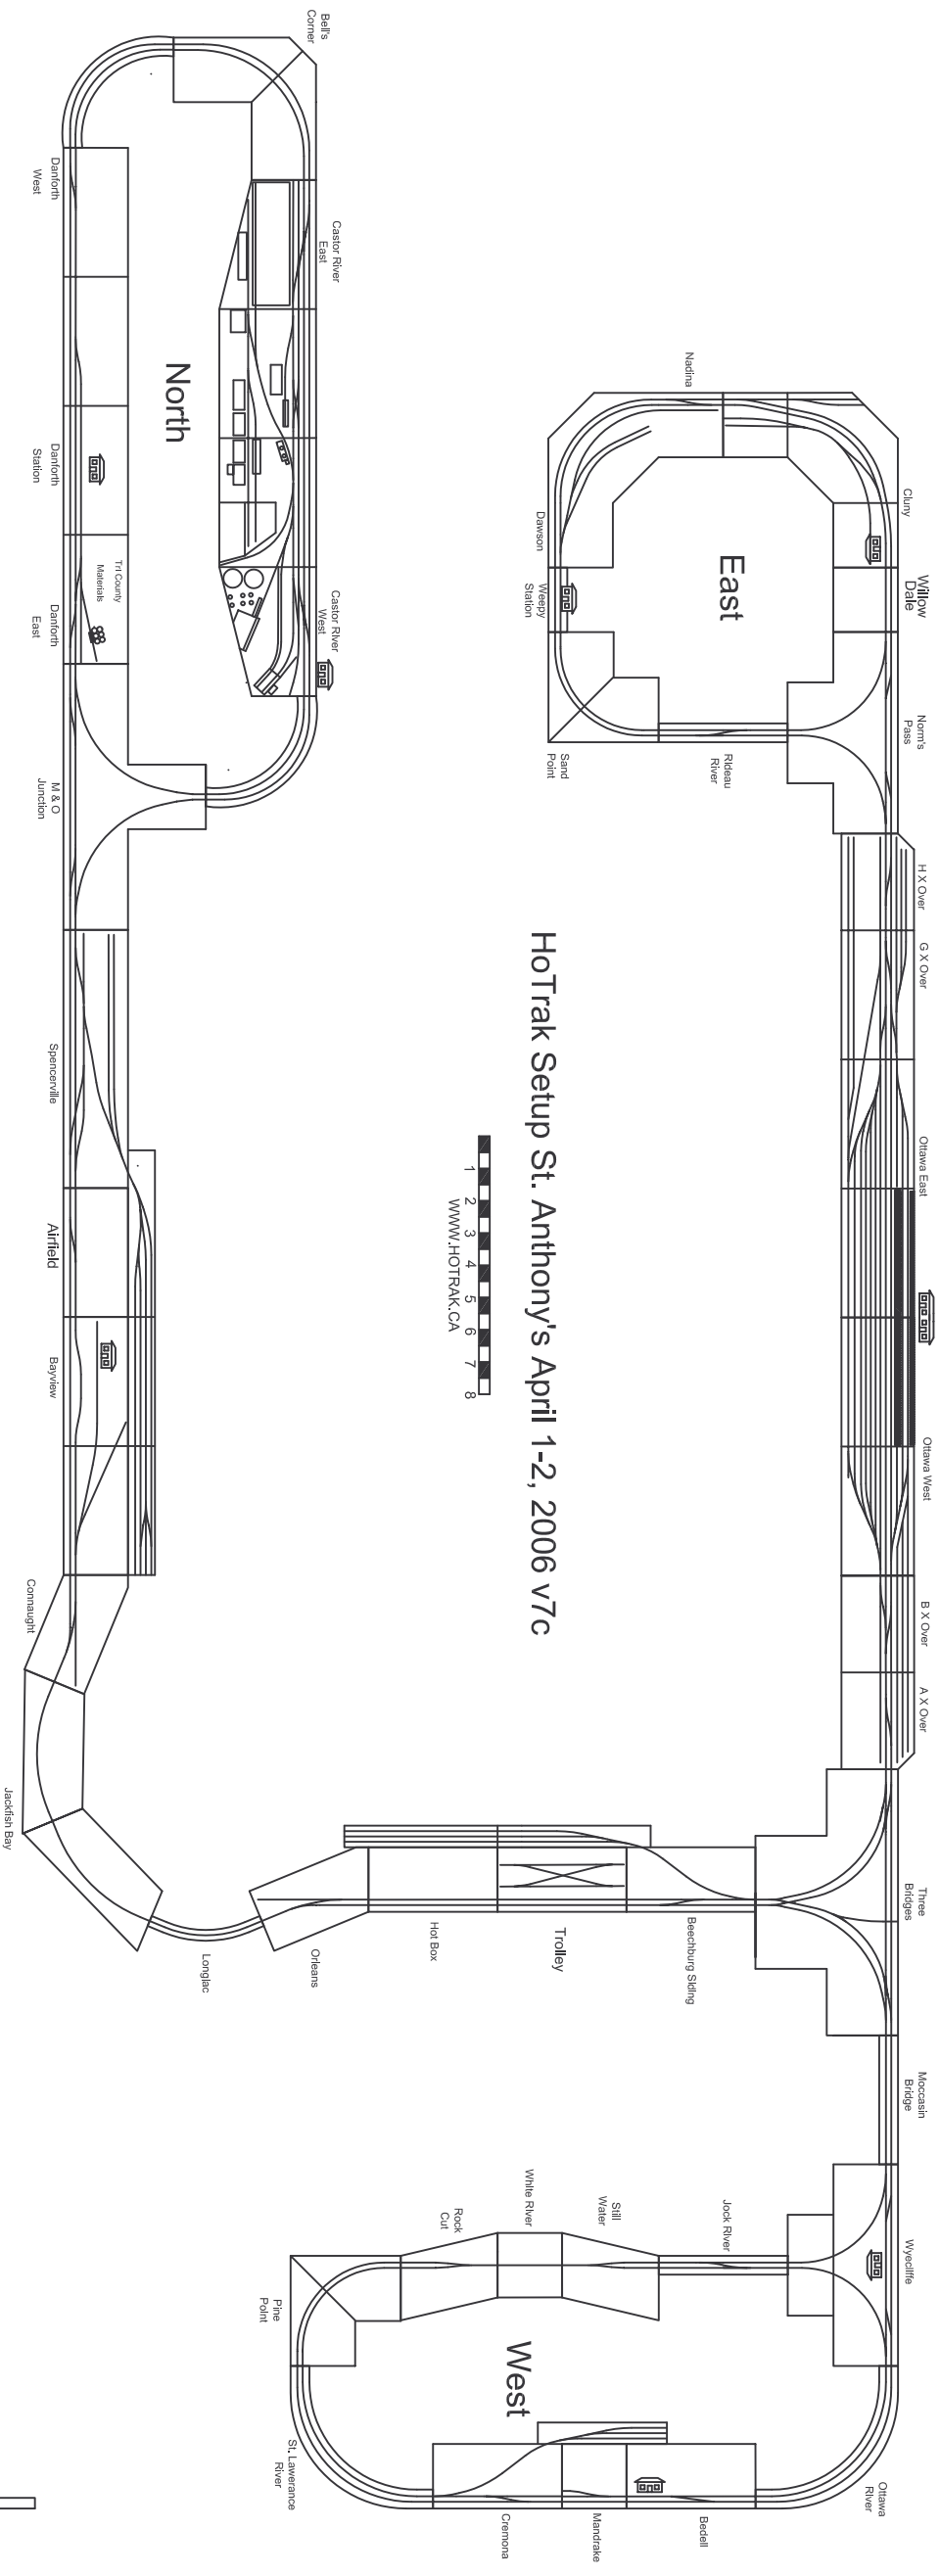 Bell's
Corner
Danforth
West
Castor River
East
North
Danforth
Station
Tri County
Materials
Danforth
East
Castor River
West
M & O
Junction
Nadina
Cluny
Dawson
Weepy
Station
East
Willow
Dale
Norm's
Pass
Sand
Point
Rideau
River
H X Over
G X Over
HoTrak Setup St. Anthony's April 1-2, 2006 v7c
1 2 3 4 5 6 7 8
WWW.HOTRAK.CA
Spencerville
Ottawa East
Airfield
Bayview
Ottawa West
Connaught
B X Over
A X Over
Jackfish Bay
Three
Bridges
Longlac
Orleans
Hot Box
Trolley
Beechburg Siding
Moccasin
Bridge
Rock
Cut
White River
Still
Water
Jock River
Wyecliffe
Pine
Point
West
St. Lawerance
River
Cremona
Mandrake
Bedell
Ottawa
River